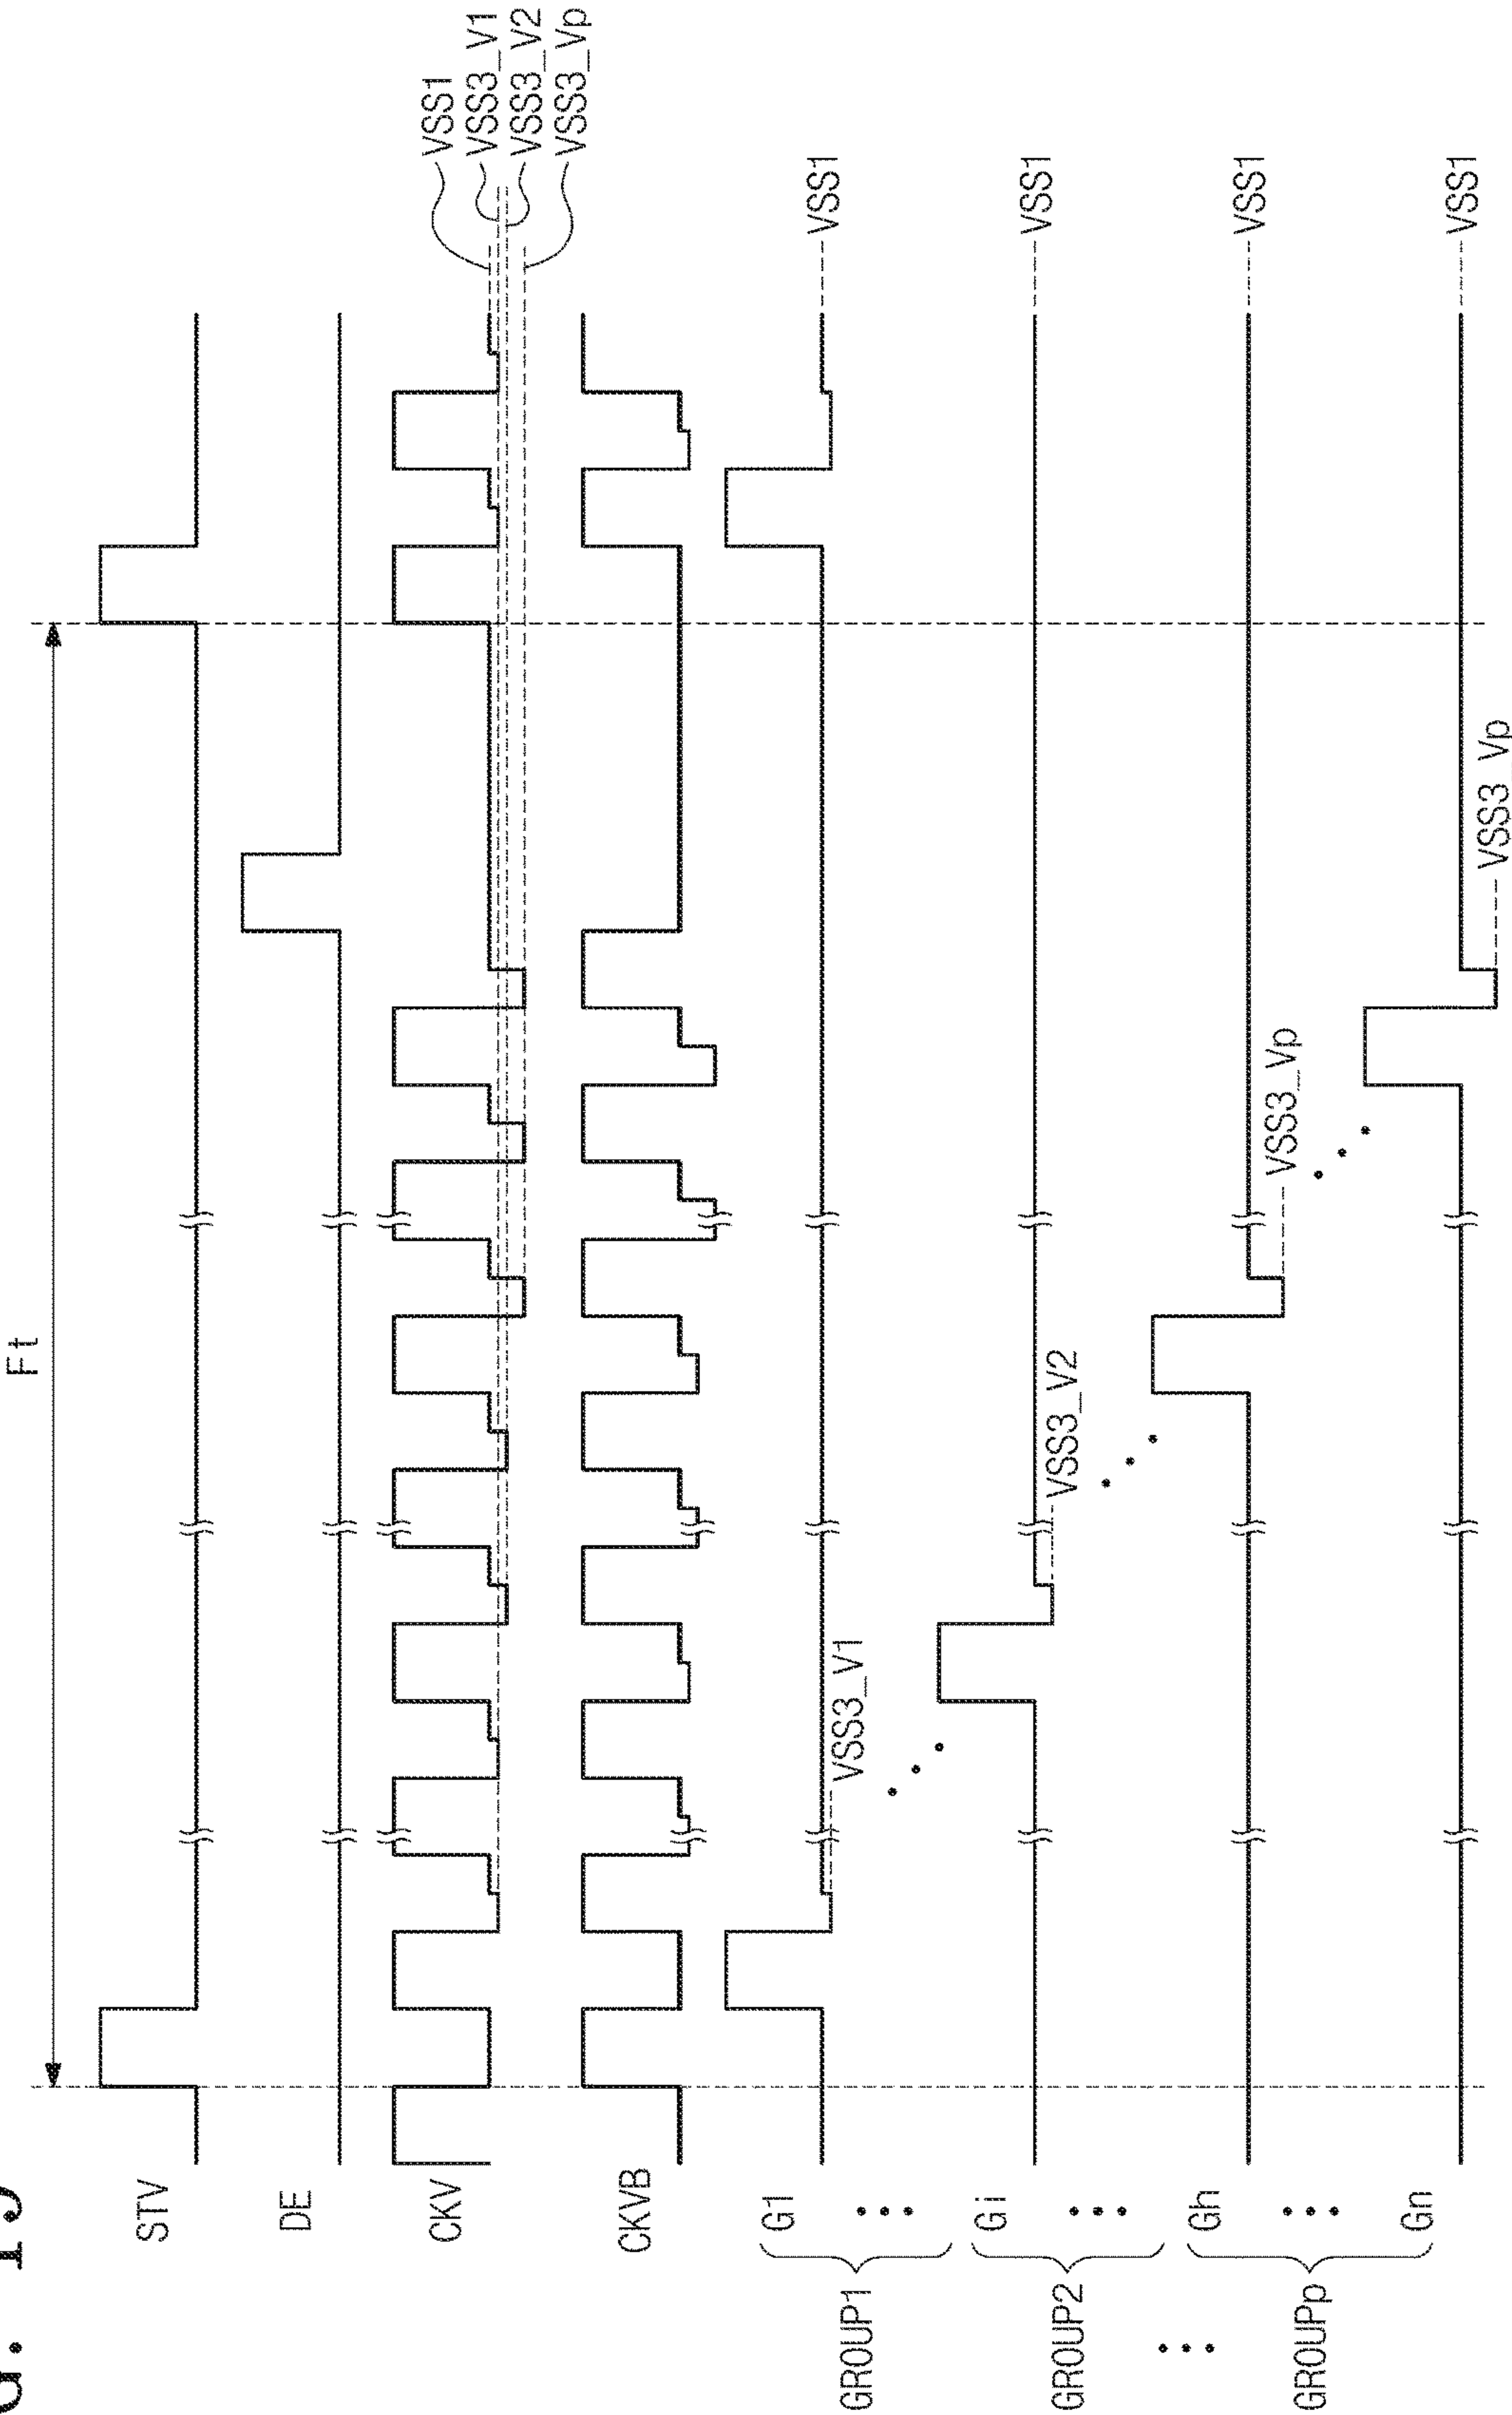 Ft
STV
DE
CKV
VSS1
VSS3_V1
VSS3_V2
VSS3_Vp
CKVB
GROUP1
G1
VSS3_V1
VSS1
GROUP2
Gi
VSS3_V2
VSS1
GROUPp
Gh
VSS3_Vp
VSS1
Gn
VSS3_Vp
VSS1